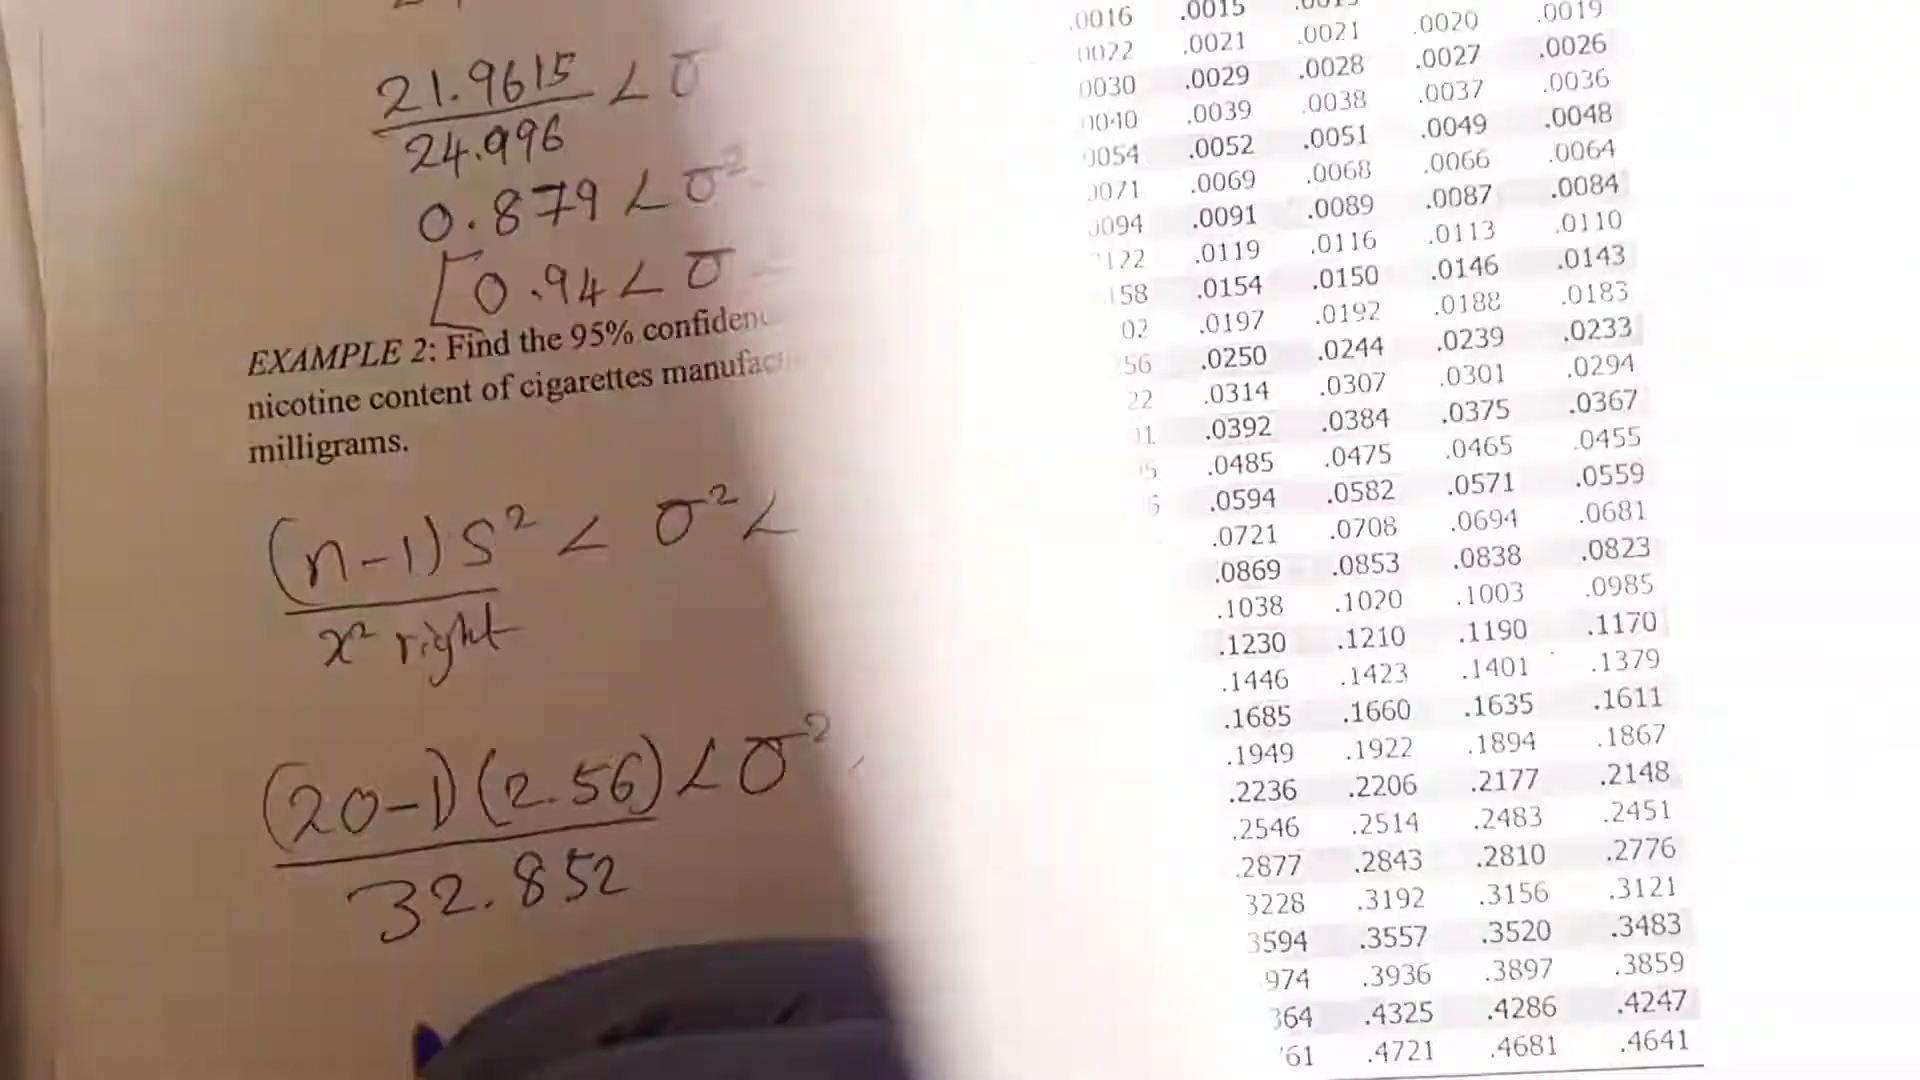 21.9615 < σ
24.996
0.879 < σ²
0.94 < σ
EXAMPLE 2: Find the 95%
nicotine content of cigarettes
milligrams.
(n-1)S² < σ² <
x² right
(20-1)(2.56) < σ²
32.852
.0016 .0015 .0019
.0021 .0021 .0020
.0029 .0028 .0027 .0026
.0039 .0038 .0037 .0036
.0052 .0051 .0049 .0048
.0069 .0068 .0066 .0064
.0091 .0089 .0087 .0084
.0119 .0116 .0113 .0110
.0154 .0150 .0146 .0143
.0197 .0192 .0188 .0183
.0250 .0244 .0239 .0233
.0314 .0307 .0301 .0294
.0392 .0384 .0375 .0367
.0485 .0475 .0465 .0455
.0594 .0582 .0571 .0559
.0721 .0708 .0694 .0681
.0869 .0853 .0838 .0823
.1038 .1020 .1003 .0985
.1230 .1210 .1190 .1170
.1446 .1423 .1401 .1379
.1685 .1660 .1635 .1611
.1949 .1922 .1894 .1867
.2236 .2206 .2177 .2148
.2546 .2514 .2483 .2451
.2877 .2843 .2810 .2776
3228 .3192 .3156 .3121
3594 .3557 .3520 .3483
974 .3936 .3897 .3859
364 .4325 .4286 .4247
61 .4721 .4681 .4641